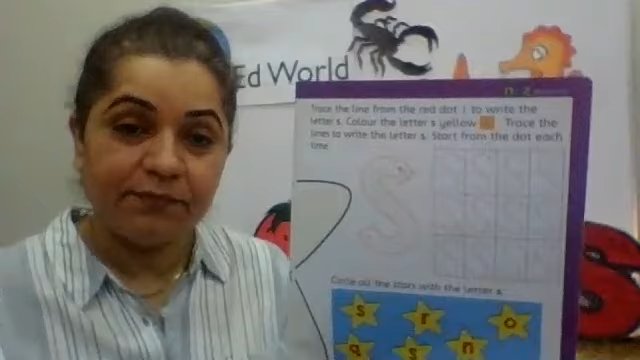 Ed World
Trace the line from the red dot 1 to write the
letter s. Colour the letter s yellow Trace the
lines to write the letter s. Start from the dot each
time.
Circle all the stars with the letter s.
s r o
a s n